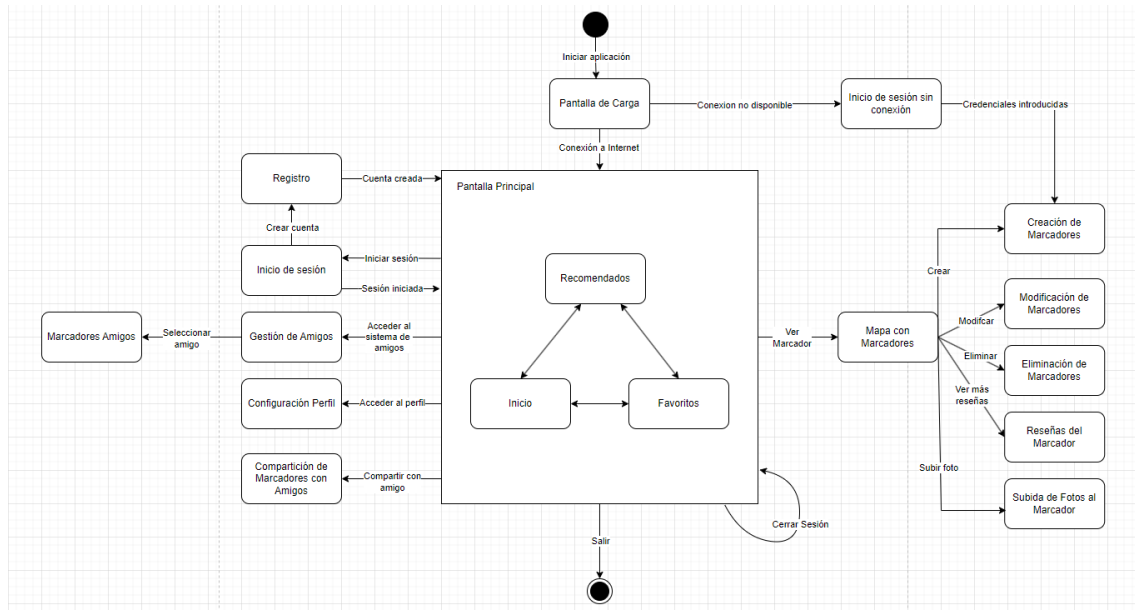 Iniciar aplicación
Pantalla de Carga
Conexion no disponible
Inicio de sesión sin
conexión
Credenciales introducidas
Conexión a Internet
Registro
Cuenta creada
Pantalla Principal
Crear cuenta
Creación de
Marcadores
Inicio de sesión
Iniciar sesión
Sesión iniciada
Recomendados
Crear
Modificación de
Marcadores
Modifcar
Marcadores Amigos
Seleccionar
amigo
Gestión de Amigos
Acceder al
sistema de
amigos
Ver
Marcador
Mapa con
Marcadores
Eliminar
Eliminación de
Marcadores
Configuración Perfil
Acceder al perfil
Inicio
Favoritos
Ver más
reseñas
Reseñas del
Marcador
Compartición de
Marcadores con
Amigos
Compartir con
amigo
Subir foto
Subida de Fotos al
Marcador
Cerrar Sesión
Salir